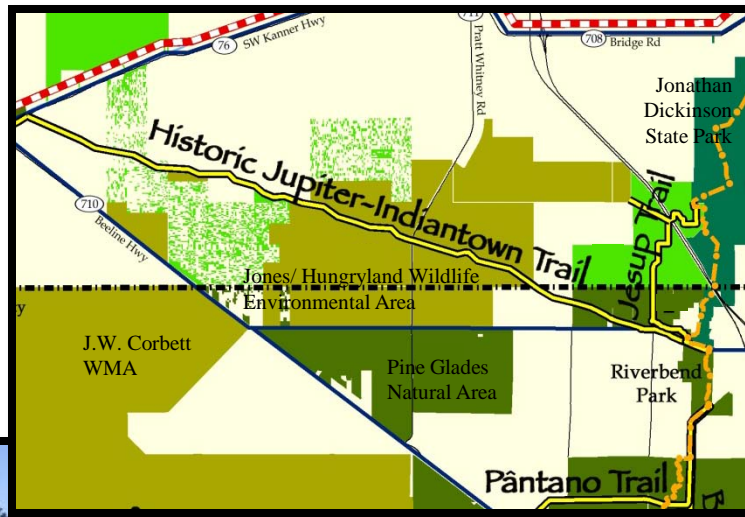 76
SW Kanner Hwy
711
Pratt Whitney Rd
708
Bridge Rd
Jonathan
Dickinson
State Park
Historic Jupiter-Indiantown Trail
Jessup Trail
710
Beeline Hwy
Jones/ Hungryland Wildlife
Environmental Area
J.W. Corbett
WMA
Pine Glades
Natural Area
Riverbend
Park
Pântano Trail